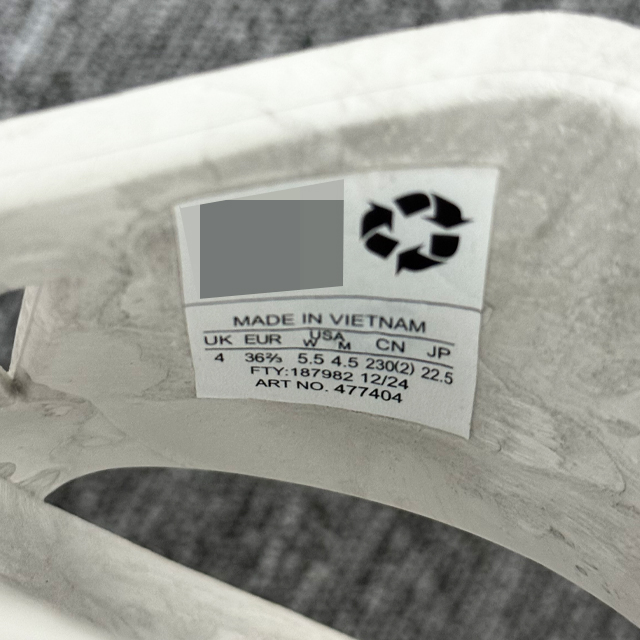 MADE IN VIETNAM
USA
UK EUR W M CN JP
4 36⅔ 5.5 4.5 230(2) 22.5
FTY:187982 12/24
ART NO. 477404